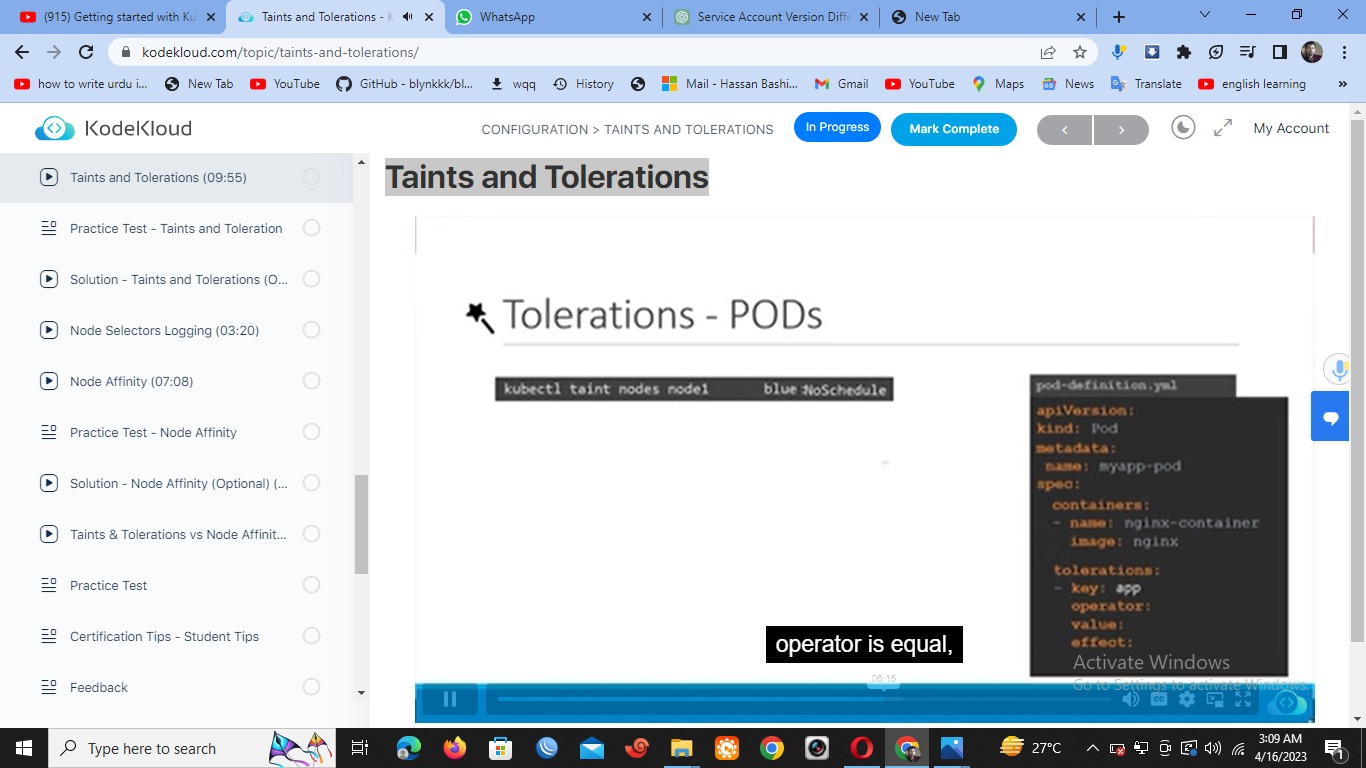 (915) Getting started with Ku
Taints and Tolerations - K
WhatsApp
Service Account Version Diffe
New Tab
kodekloud.com/topic/taints-and-tolerations/
how to write urdu i...
New Tab
YouTube
GitHub - blynkkk/bl...
wqq
History
Mail - Hassan Bashi...
Gmail
YouTube
Maps
News
Translate
english learning
»
KodeKloud
CONFIGURATION > TAINTS AND TOLERATIONS
In Progress
Mark Complete
My Account
Taints and Tolerations (09:55)
Practice Test - Taints and Toleration
Solution - Taints and Tolerations (O...
Node Selectors Logging (03:20)
Node Affinity (07:08)
Practice Test - Node Affinity
Solution - Node Affinity (Optional) (...
Taints & Tolerations vs Node Affinit...
Practice Test
Certification Tips - Student Tips
Feedback
Taints and Tolerations
Tolerations - PODs
kubectl taint nodes node1 blue:NoSchedule
pod-definition.yml
apiVersion:
kind: Pod
metadata:
name: myapp-pod
spec:
containers:
- name: nginx-container
image: nginx
tolerations:
- key: app
operator:
value:
effect:
operator is equal,
06:15
CC
Activate Windows
Go to Settings to activate Windows.
Type here to search
27°C
3:09 AM
4/16/2023
1